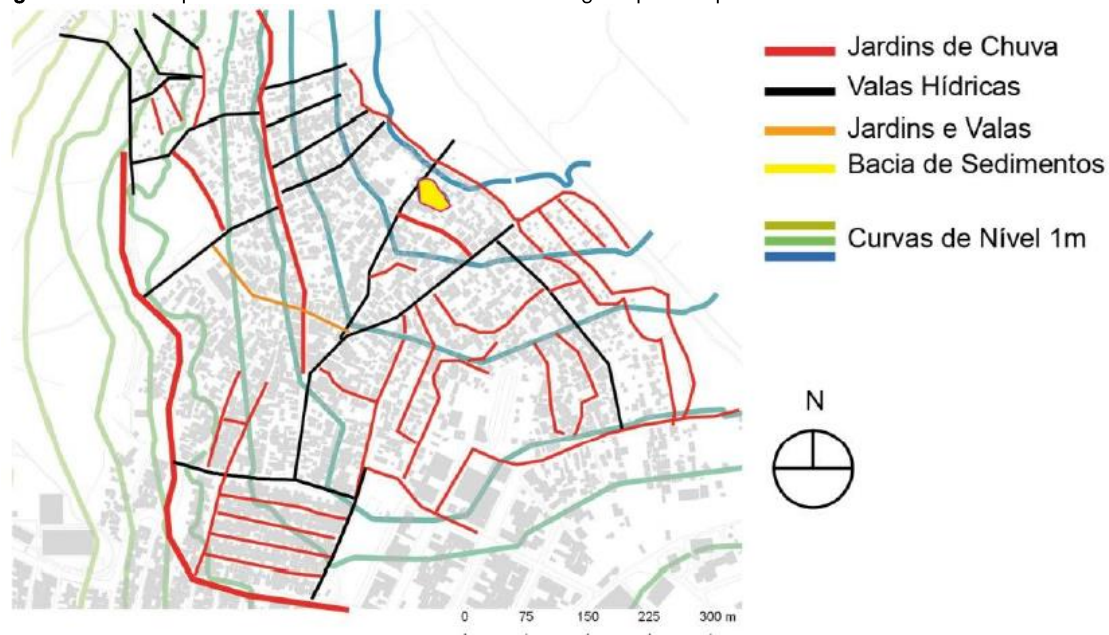 Jardins de Chuva
Valas Hídricas
Jardins e Valas
Bacia de Sedimentos
Curvas de Nível 1m
N
0 75 150 225 300 m